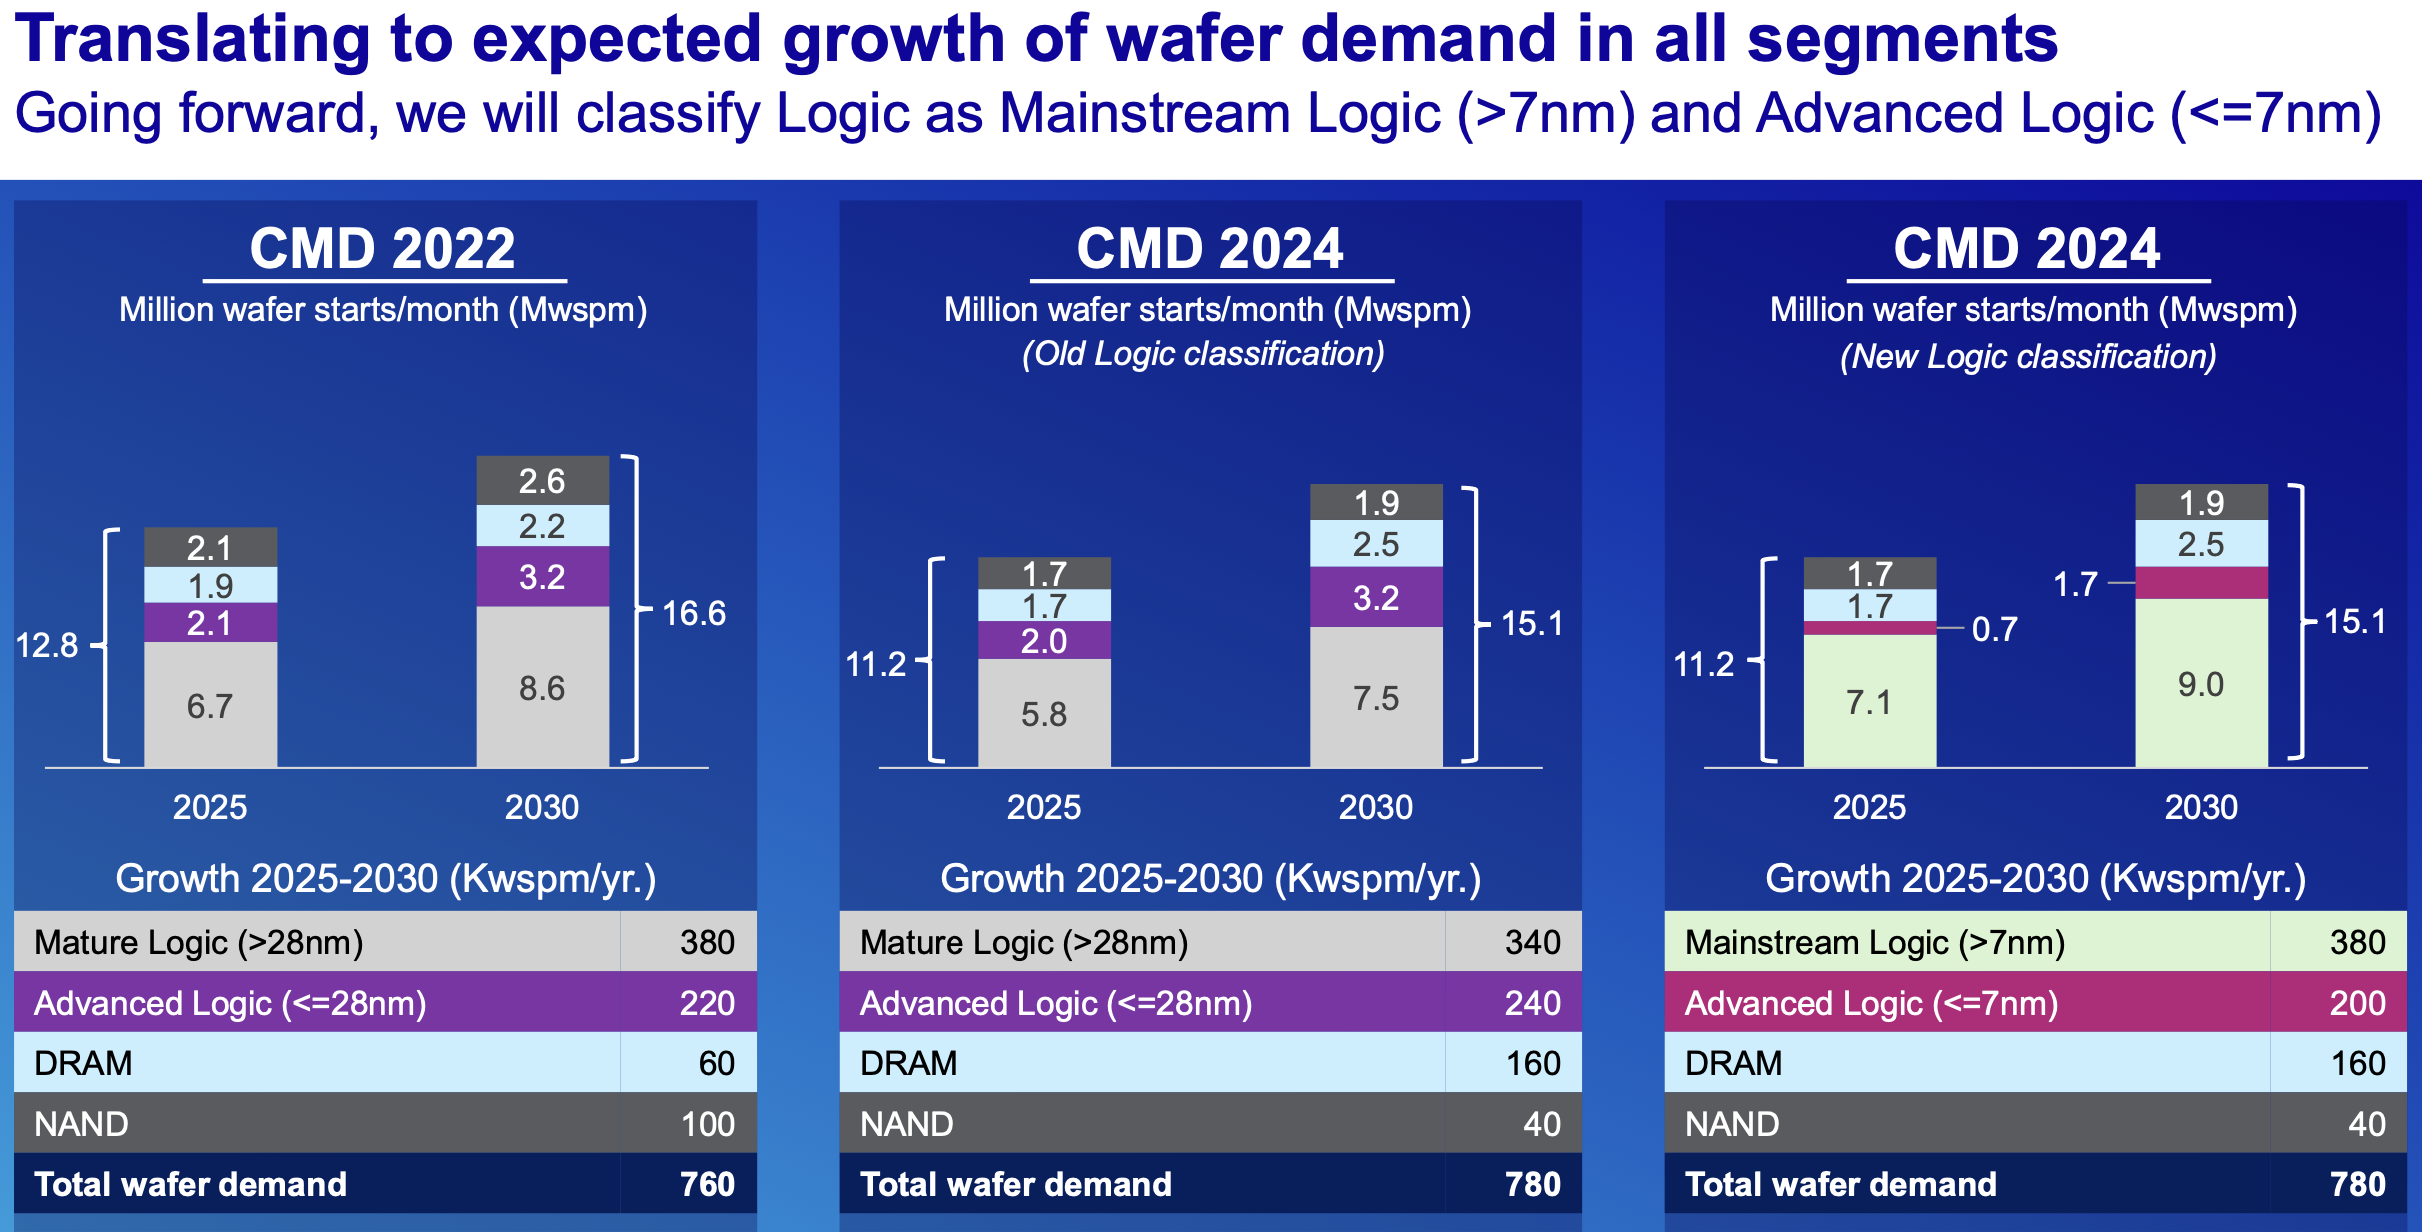 Translating to expected growth of wafer demand in all segments
Going forward, we will classify Logic as Mainstream Logic (>7nm) and Advanced Logic (<=7nm)
CMD 2022
Million wafer starts/month (Mwspm)
12.8
2.1
1.9
2.1
6.7
2.6
2.2
3.2
8.6
16.6
2025
2030
Growth 2025-2030 (Kwspm/yr.)
Mature Logic (>28nm) 380
Advanced Logic (<=28nm) 220
DRAM 60
NAND 100
Total wafer demand 760
CMD 2024
Million wafer starts/month (Mwspm)
(Old Logic classification)
11.2
1.7
1.7
2.0
5.8
1.9
2.5
3.2
7.5
15.1
2025
2030
Growth 2025-2030 (Kwspm/yr.)
Mature Logic (>28nm) 340
Advanced Logic (<=28nm) 240
DRAM 160
NAND 40
Total wafer demand 780
CMD 2024
Million wafer starts/month (Mwspm)
(New Logic classification)
11.2
1.7
1.7
0.7
7.1
1.9
2.5
1.7
9.0
15.1
2025
2030
Growth 2025-2030 (Kwspm/yr.)
Mainstream Logic (>7nm) 380
Advanced Logic (<=7nm) 200
DRAM 160
NAND 40
Total wafer demand 780